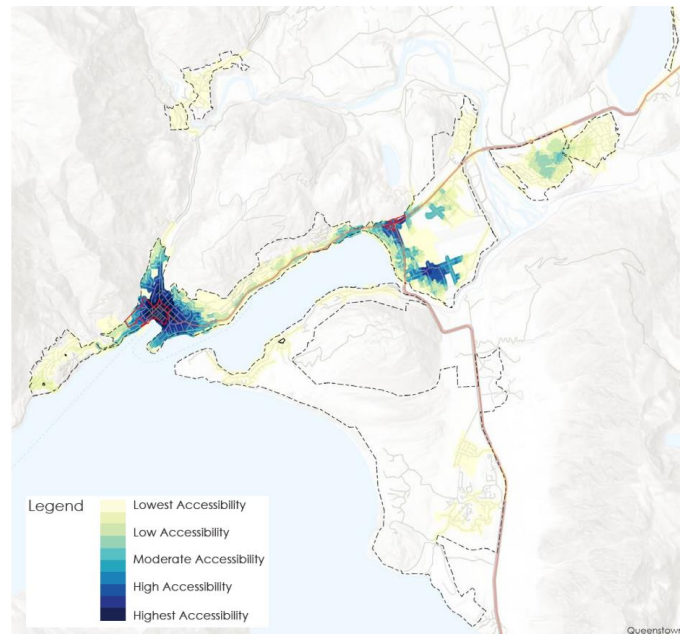 Legend
Lowest Accessibility
Low Accessibility
Moderate Accessibility
High Accessibility
Highest Accessibility
Queenstown